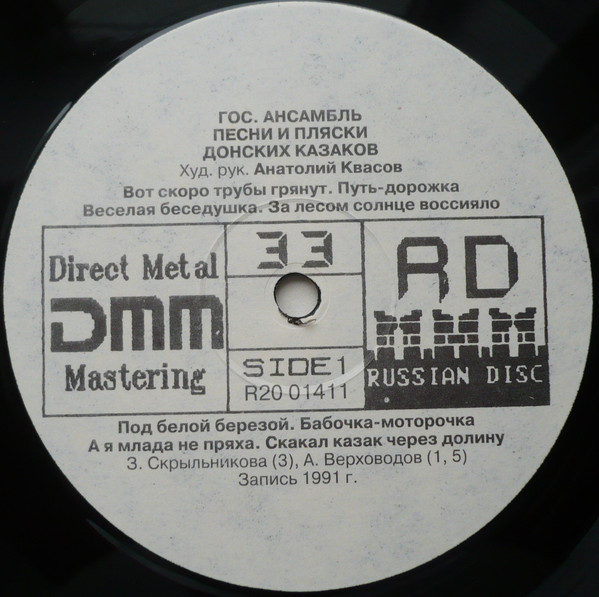 ГОС. АНСАМБЛЬ
ПЕСНИ И ПЛЯСКИ
ДОНСКИХ КАЗАКОВ
Худ. рук. Анатолий Квасов
Вот скоро трубы грянут. Путь-дорожка
Веселая беседушка. За лесом солнце воссияло
Direct Metal
DMM
Mastering
33
SIDE 1
R20 01411
RD
RUSSIAN DISC
Под белой березой. Бабочка-моторочка
А я млада не пряха. Скакал казак через долину
З. Скрыльникова (3), А. Верховодов (1, 5)
Запись 1991 г.